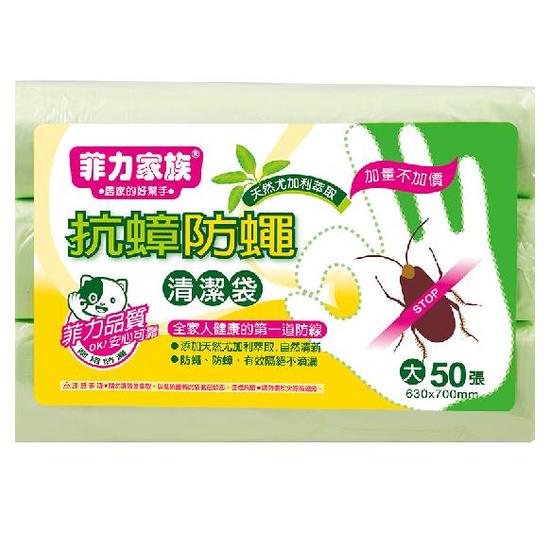 菲力家族®
居家的好幫手
天然尤加利萃取
加量不加價
抗蟑防蠅
清潔袋
STOP
菲力品質
OK!安心可靠
全家人健康的第一道防線
•添加天然尤加利萃取,自然清新
•防蠅、防蟑,有效隔絕不滴漏
大 50張
630x700mm